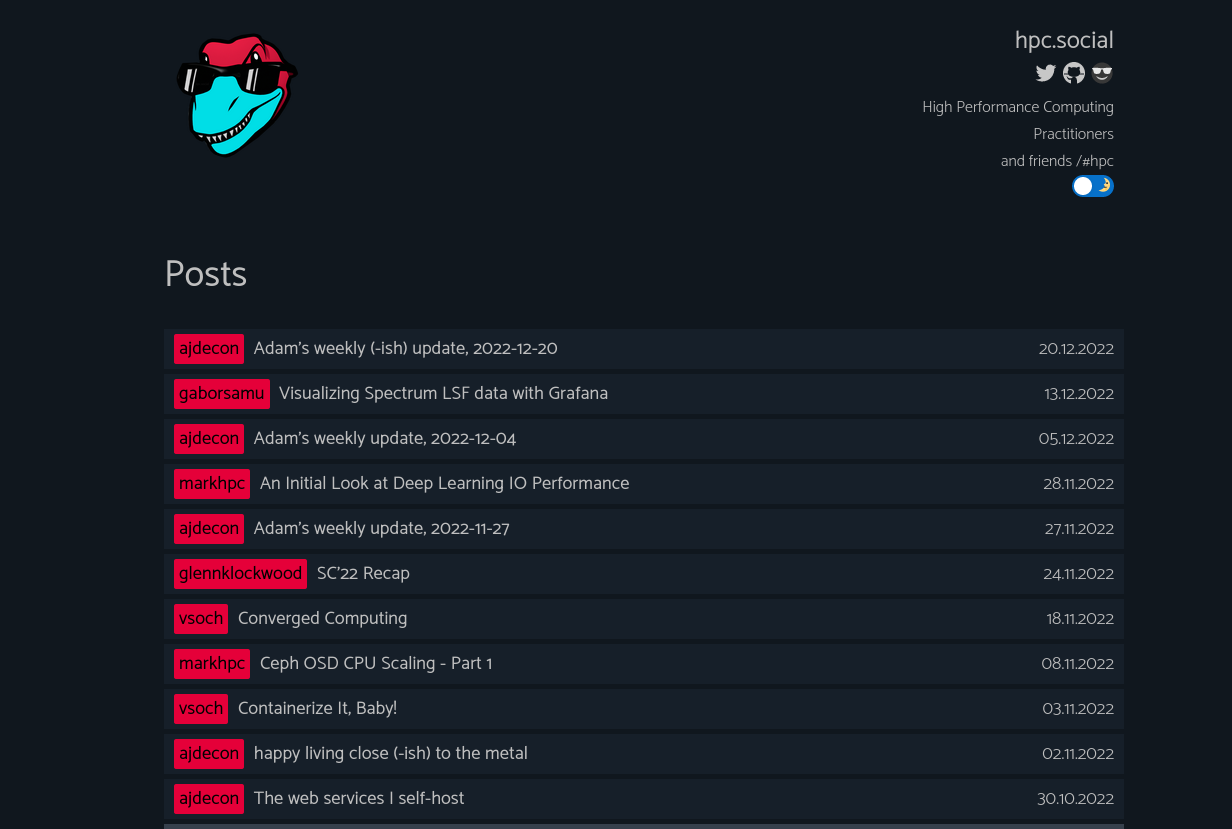 hpc.social
High Performance Computing
Practitioners
and friends /#hpc
Posts
ajdecon Adam's weekly (-ish) update, 2022-12-20 20.12.2022
gaborsamu Visualizing Spectrum LSF data with Grafana 13.12.2022
ajdecon Adam's weekly update, 2022-12-04 05.12.2022
markhpc An Initial Look at Deep Learning IO Performance 28.11.2022
ajdecon Adam's weekly update, 2022-11-27 27.11.2022
glennklockwood SC'22 Recap 24.11.2022
vsoch Converged Computing 18.11.2022
markhpc Ceph OSD CPU Scaling - Part 1 08.11.2022
vsoch Containerize It, Baby! 03.11.2022
ajdecon happy living close (-ish) to the metal 02.11.2022
ajdecon The web services I self-host 30.10.2022